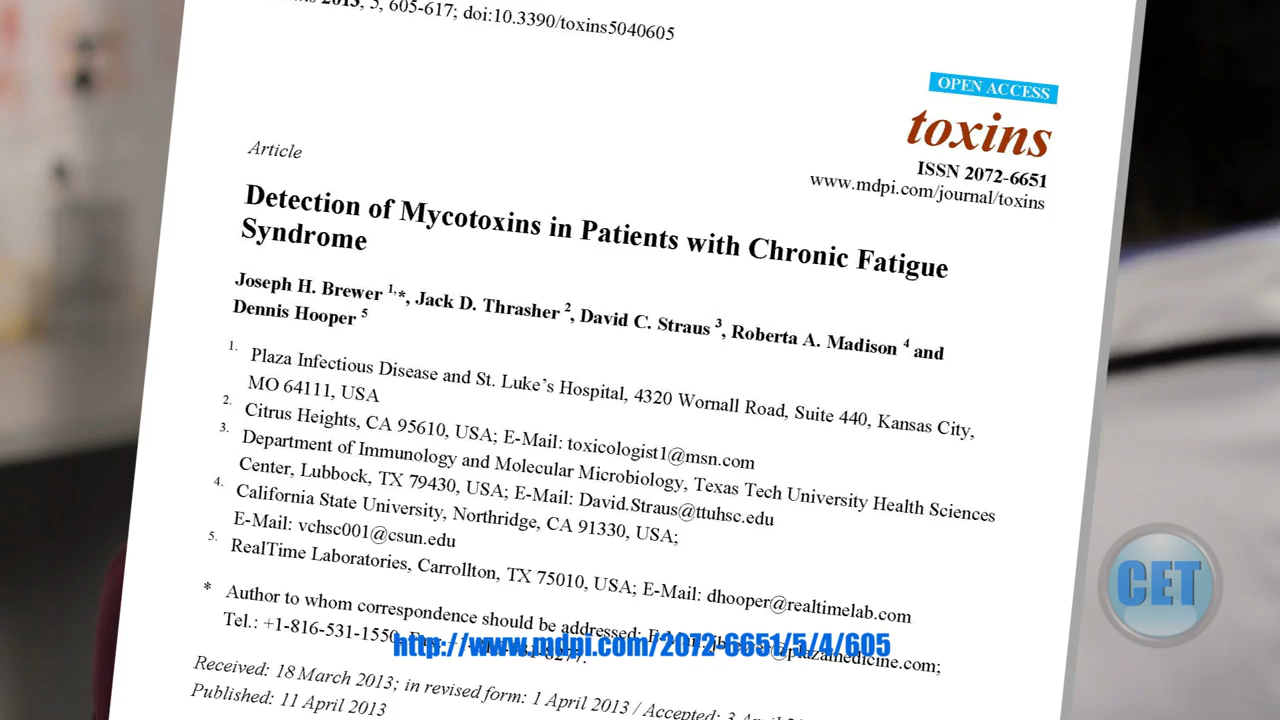 2013, 5, 605-617; doi:10.3390/toxins5040605
OPEN ACCESS
toxins
ISSN 2072-6651
www.mdpi.com/journal/toxins
Article
Detection of Mycotoxins in Patients with Chronic Fatigue
Syndrome
Joseph H. Brewer 1,*, Jack D. Thrasher 2, David C. Straus 3, Roberta A. Madison 4 and
Dennis Hooper 5
1. Plaza Infectious Disease and St. Luke’s Hospital, 4320 Wornall Road, Suite 440, Kansas City,
MO 64111, USA
2. Citrus Heights, CA 95610, USA; E-Mail: toxicologist1@msn.com
3. Department of Immunology and Molecular Microbiology, Texas Tech University Health Sciences
Center, Lubbock, TX 79430, USA; E-Mail: David.Straus@ttuhsc.edu
4. California State University, Northridge, CA 91330, USA;
E-Mail: vchsc001@csun.edu
5. RealTime Laboratories, Carrollton, TX 75010, USA; E-Mail: dhooper@realtimelab.com
* Author to whom correspondence should be addressed;
Tel.: +1-816-531-1550
http://www.mdpi.com/2072-6651/5/4/605
Received: 18 March 2013; in revised form: 1 April 2013 / Accepted: 3 April
Published: 11 April 2013
CET